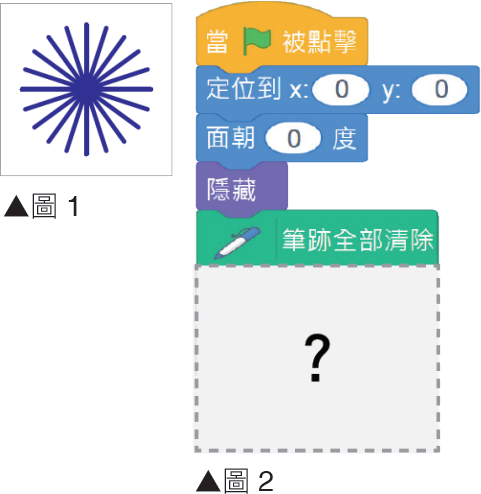 當 被點擊
定位到 x: 0 y: 0
面朝 0 度
隱藏
筆跡全部清除
?
▲圖 1
▲圖 2